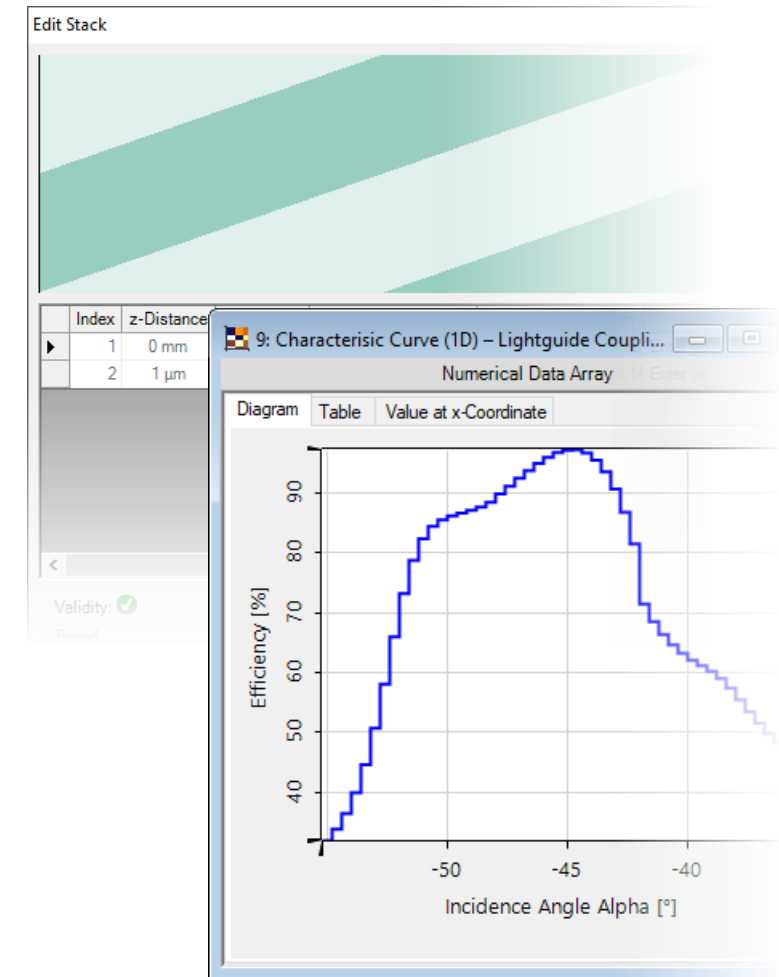 Edit Stack
Index z-Distance
1 0 mm
2 1 µm
Validity:
Period
9: Characterisic Curve (1D) – Lightguide Coupli...
Numerical Data Array
Diagram Table Value at x-Coordinate
Efficiency [%]
90
80
70
60
50
40
-50 -45 -40
Incidence Angle Alpha [°]